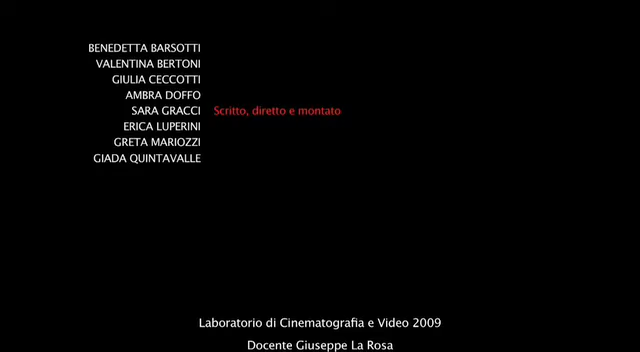 BENEDETTA BARSOTTI
VALENTINA BERTONI
GIULIA CECCOTTI
AMBRA DOFFO
SARA GRACCI Scritto, diretto e montato
ERICA LUPERINI
GRETA MARIOZZI
GIADA QUINTAVALLE
Laboratorio di Cinematografia e Video 2009
Docente Giuseppe La Rosa